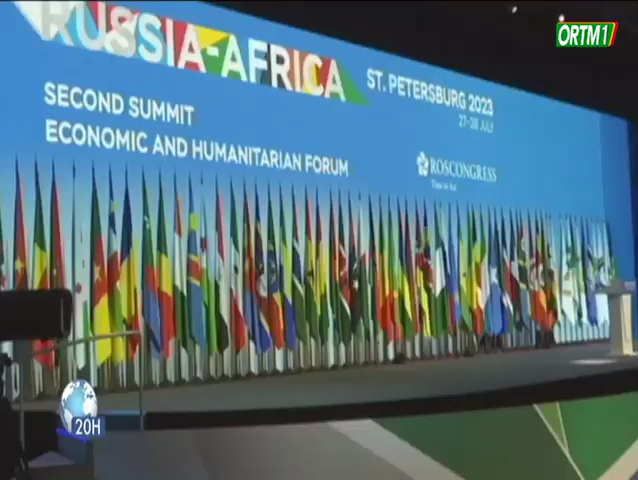 RUSSIA-AFRICA
ST. PETERSBURG 2023
27-28 JULY
SECOND SUMMIT
ECONOMIC AND HUMANITARIAN FORUM
ROSCONGRESS
ORTM1
20H